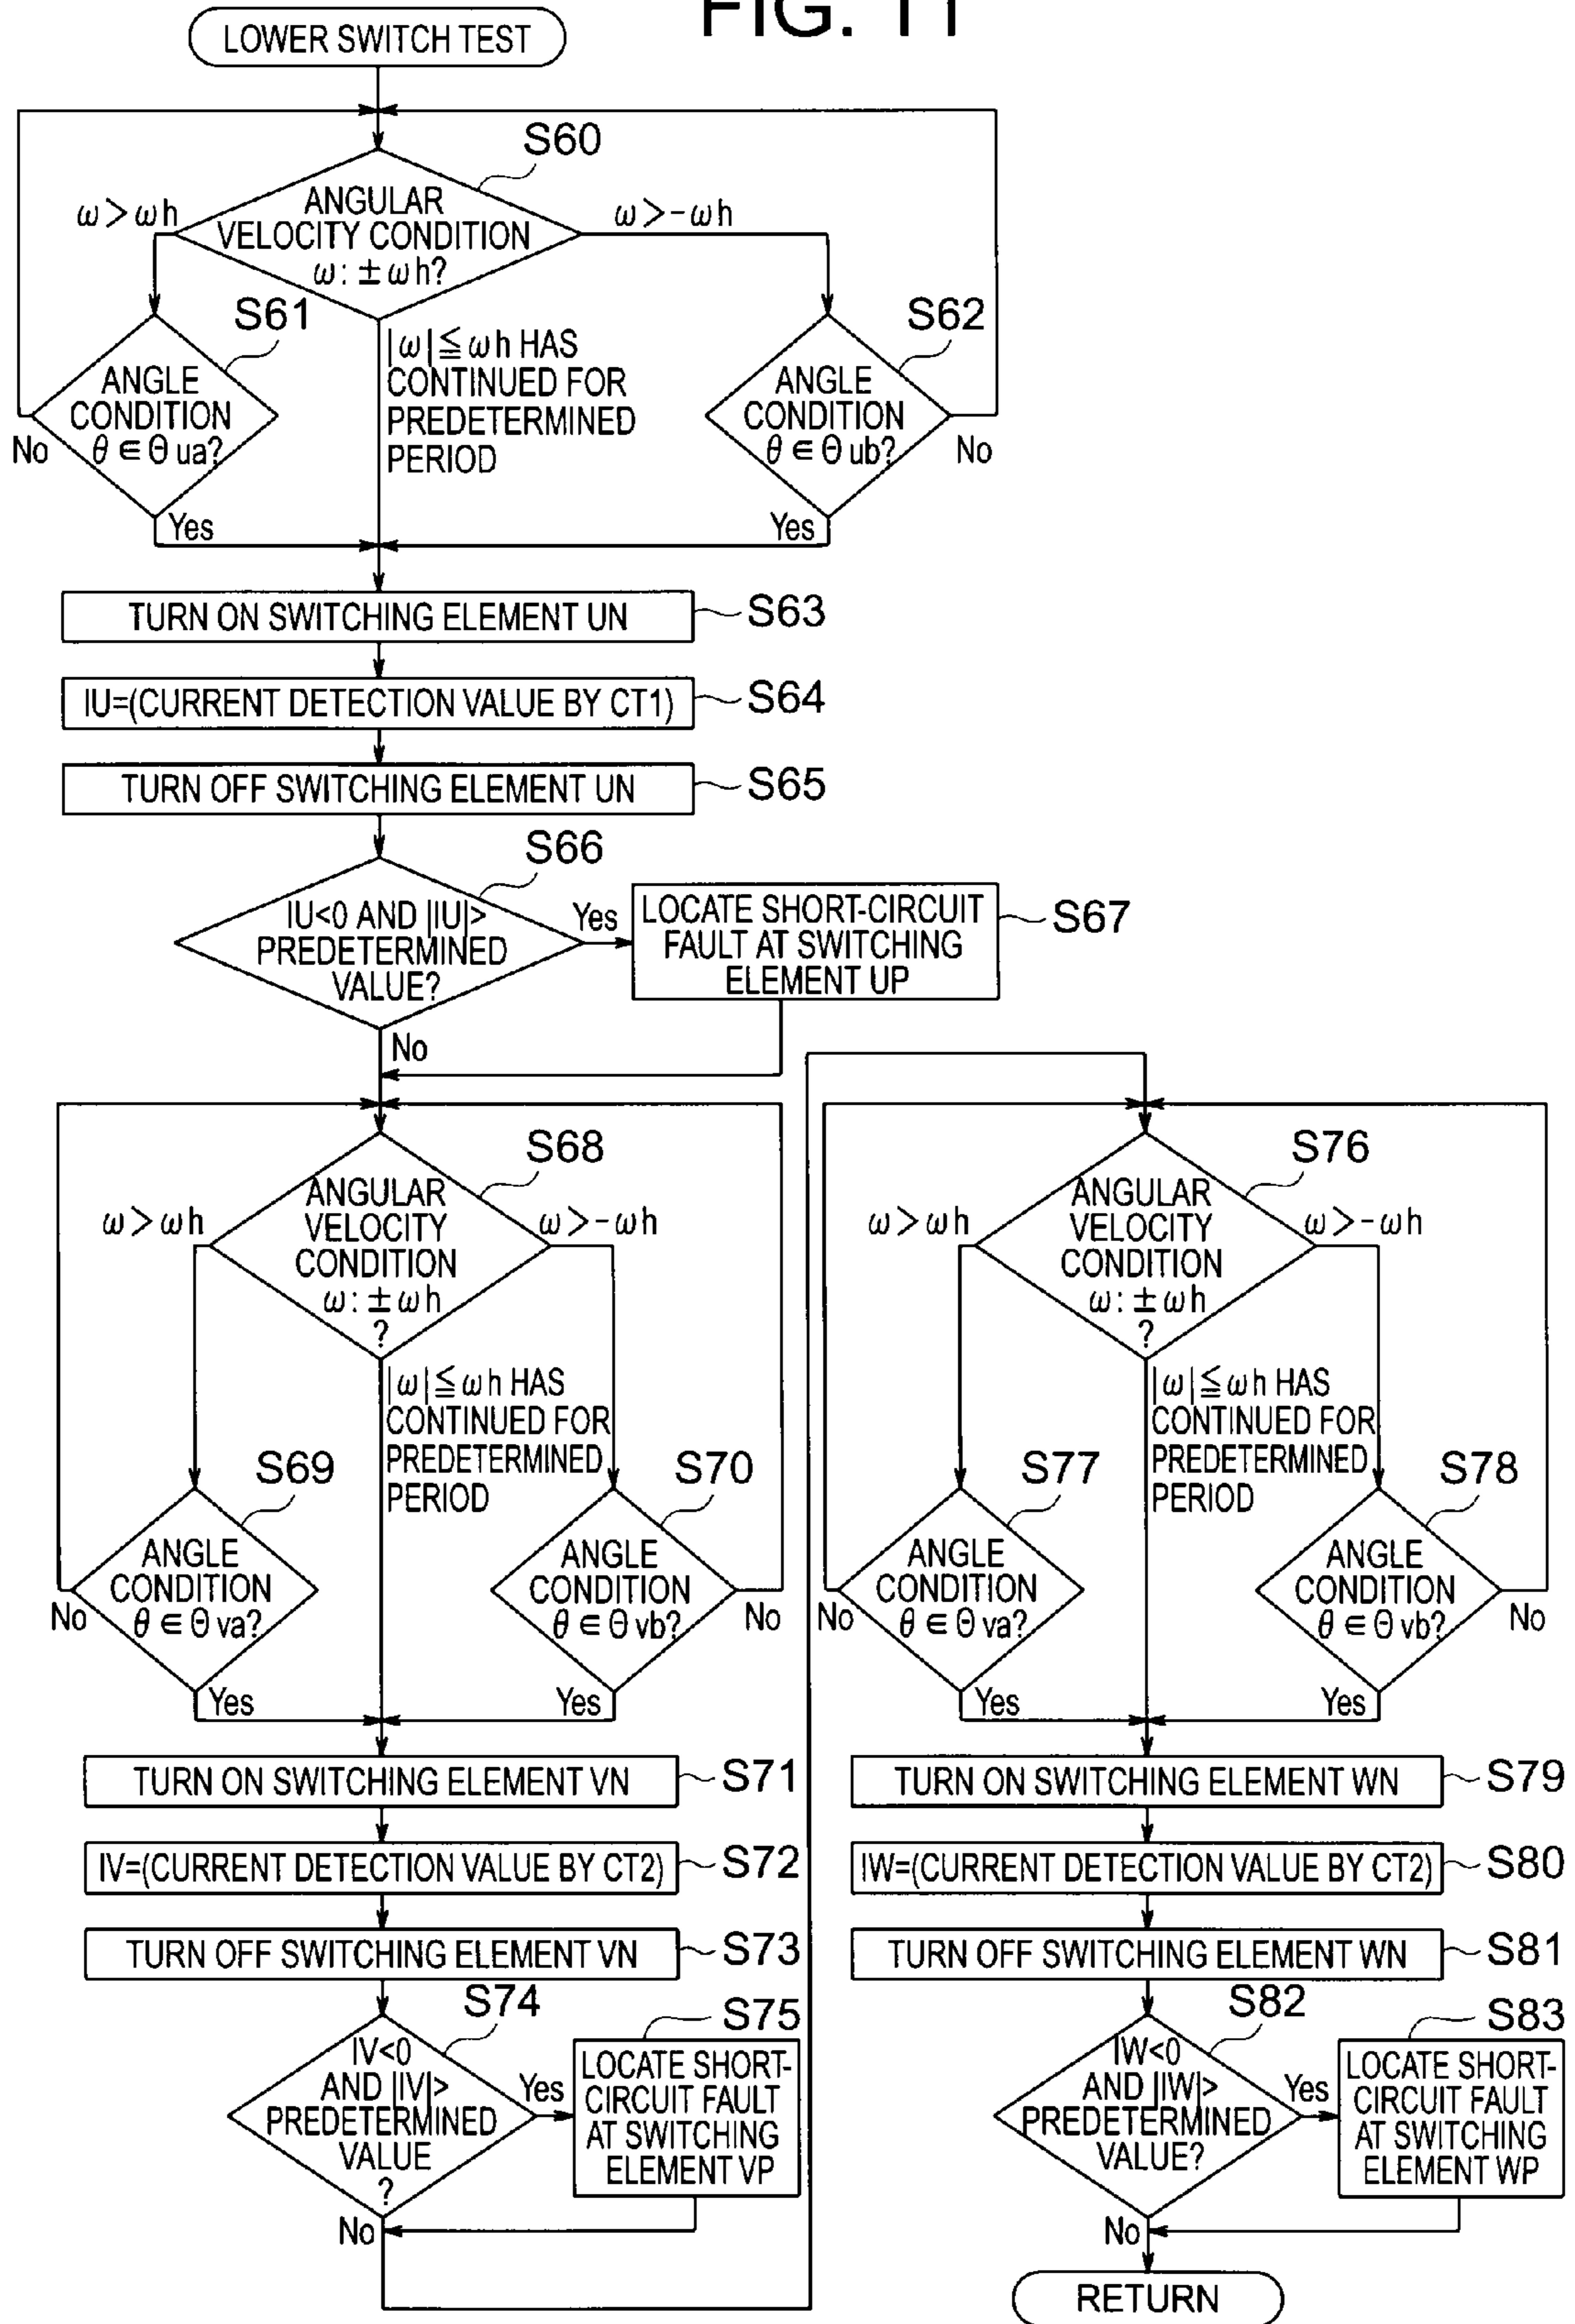 FIG. 11
LOWER SWITCH TEST
S60
ω>ωh
ANGULAR
VELOCITY CONDITION
ω: ±ωh?
ω>-ωh
S61
ANGLE
CONDITION
θ∈Θua?
No
Yes
|ω|≦ωh HAS
CONTINUED FOR
PREDETERMINED
PERIOD
S62
ANGLE
CONDITION
θ∈Θub?
No
Yes
TURN ON SWITCHING ELEMENT UN
S63
IU=(CURRENT DETECTION VALUE BY CT1)
S64
TURN OFF SWITCHING ELEMENT UN
S65
S66
IU<0 AND |IU|>
PREDETERMINED
VALUE?
Yes
No
LOCATE SHORT-CIRCUIT
FAULT AT SWITCHING
ELEMENT UP
S67
S68
ω>ωh
ANGULAR
VELOCITY
CONDITION
ω: ±ωh
?
ω>-ωh
|ω|≦ωh HAS
CONTINUED FOR
PREDETERMINED
PERIOD
S69
ANGLE
CONDITION
θ∈Θva?
No
Yes
S70
ANGLE
CONDITION
θ∈Θvb?
No
Yes
TURN ON SWITCHING ELEMENT VN
S71
IV=(CURRENT DETECTION VALUE BY CT2)
S72
TURN OFF SWITCHING ELEMENT VN
S73
S74
IV<0
AND |IV|>
PREDETERMINED
VALUE
?
Yes
No
S75
LOCATE SHORT-
CIRCUIT FAULT
AT SWITCHING
ELEMENT VP
S76
ω>ωh
ANGULAR
VELOCITY
CONDITION
ω: ±ωh
?
ω>-ωh
|ω|≦ωh HAS
CONTINUED FOR
PREDETERMINED
PERIOD
S77
ANGLE
CONDITION
θ∈Θva?
No
Yes
S78
ANGLE
CONDITION
θ∈Θvb?
No
Yes
TURN ON SWITCHING ELEMENT WN
S79
IW=(CURRENT DETECTION VALUE BY CT2)
S80
TURN OFF SWITCHING ELEMENT WN
S81
S82
IW<0
AND |IW|>
PREDETERMINED
VALUE?
Yes
No
S83
LOCATE SHORT-
CIRCUIT FAULT
AT SWITCHING
ELEMENT WP
RETURN